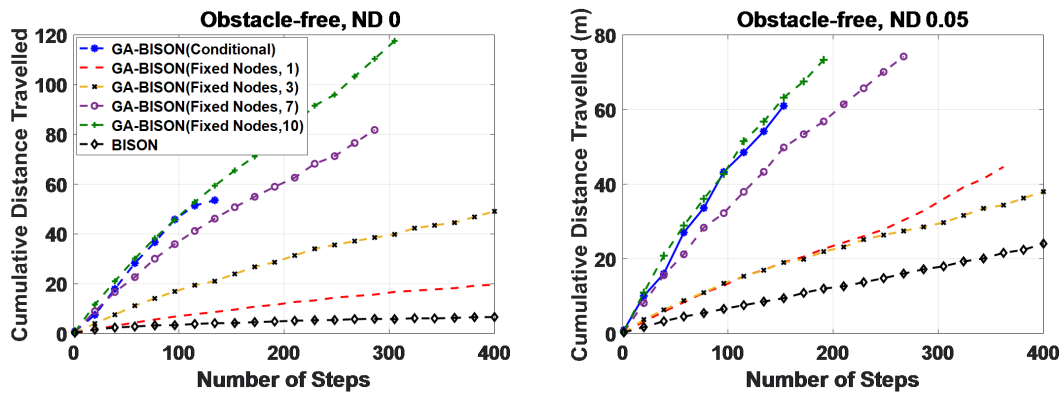 Obstacle-free, ND 0
Cumulative Distance Travelled
120
100
80
60
40
20
0
GA-BISON(Conditional)
GA-BISON(Fixed Nodes, 1)
GA-BISON(Fixed Nodes, 3)
GA-BISON(Fixed Nodes, 7)
GA-BISON(Fixed Nodes,10)
BISON
0 100 200 300 400
Number of Steps
Obstacle-free, ND 0.05
Cumulative Distance Travelled (m)
80
60
40
20
0
0 100 200 300 400
Number of Steps